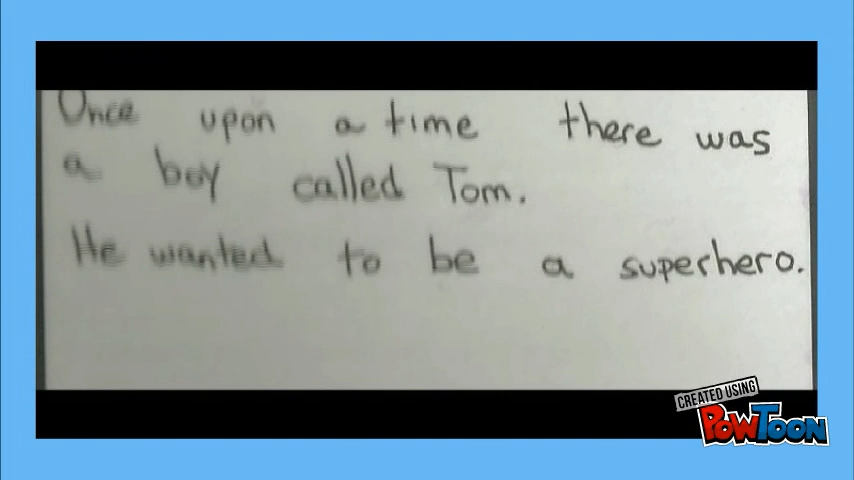 Once upon a time there was
a boy called Tom.
He wanted to be a superhero.
CREATED USING
POWTOON